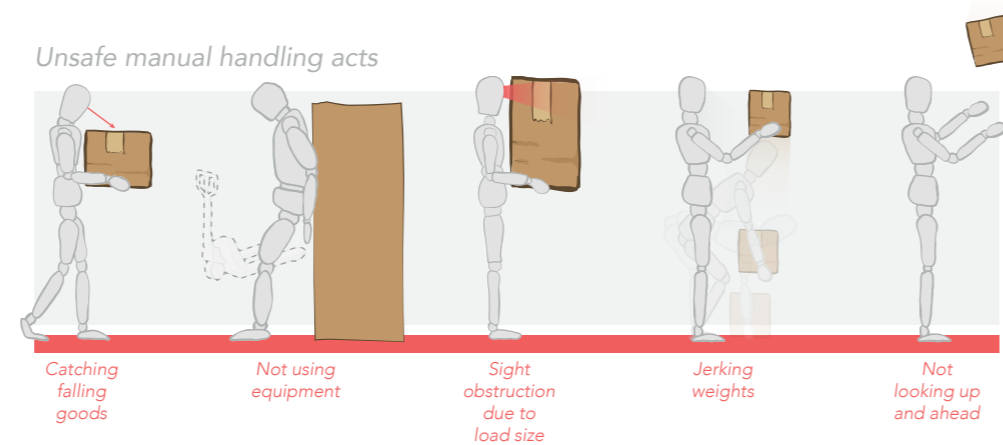 Unsafe manual handling acts
Catching
falling
goods
Not using
equipment
Sight
obstruction
due to
load size
Jerking
weights
Not
looking up
and ahead